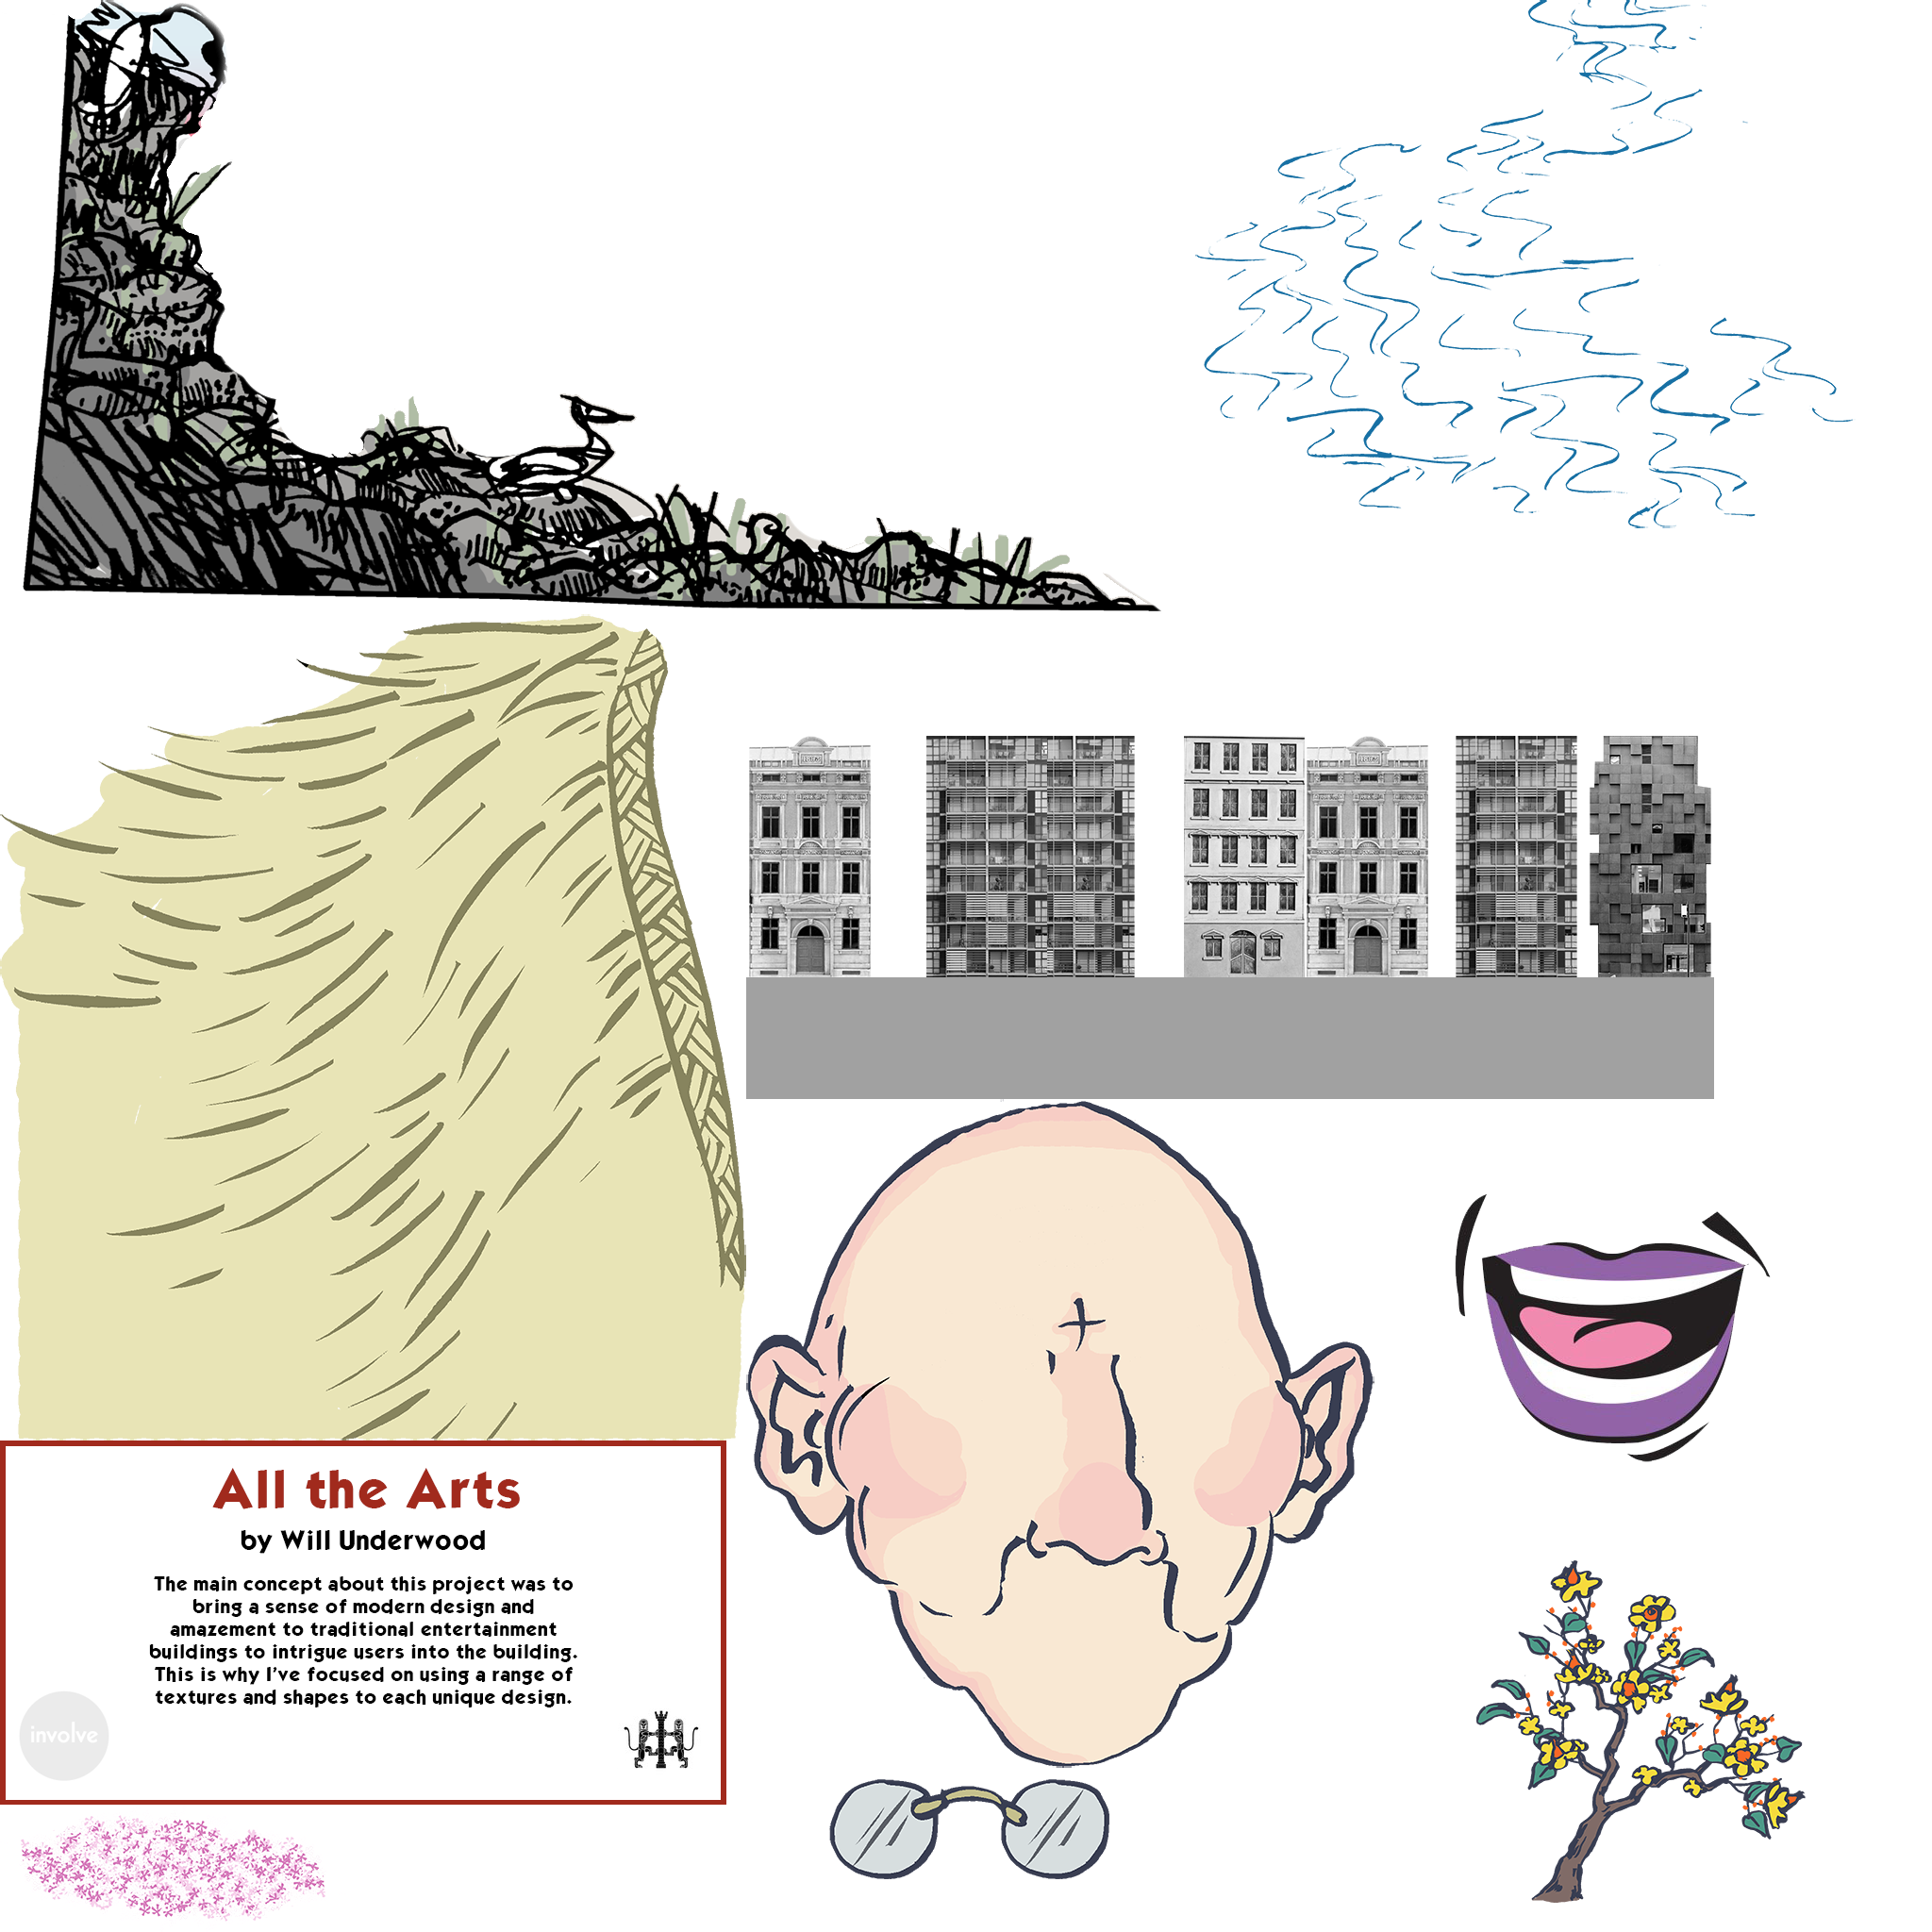 All the Arts
by Will Underwood
The main concept about this project was to
bring a sense of modern design and
amazement to traditional entertainment
buildings to intrigue users into the building.
This is why I've focused on using a range of
textures and shapes to each unique design.
involve